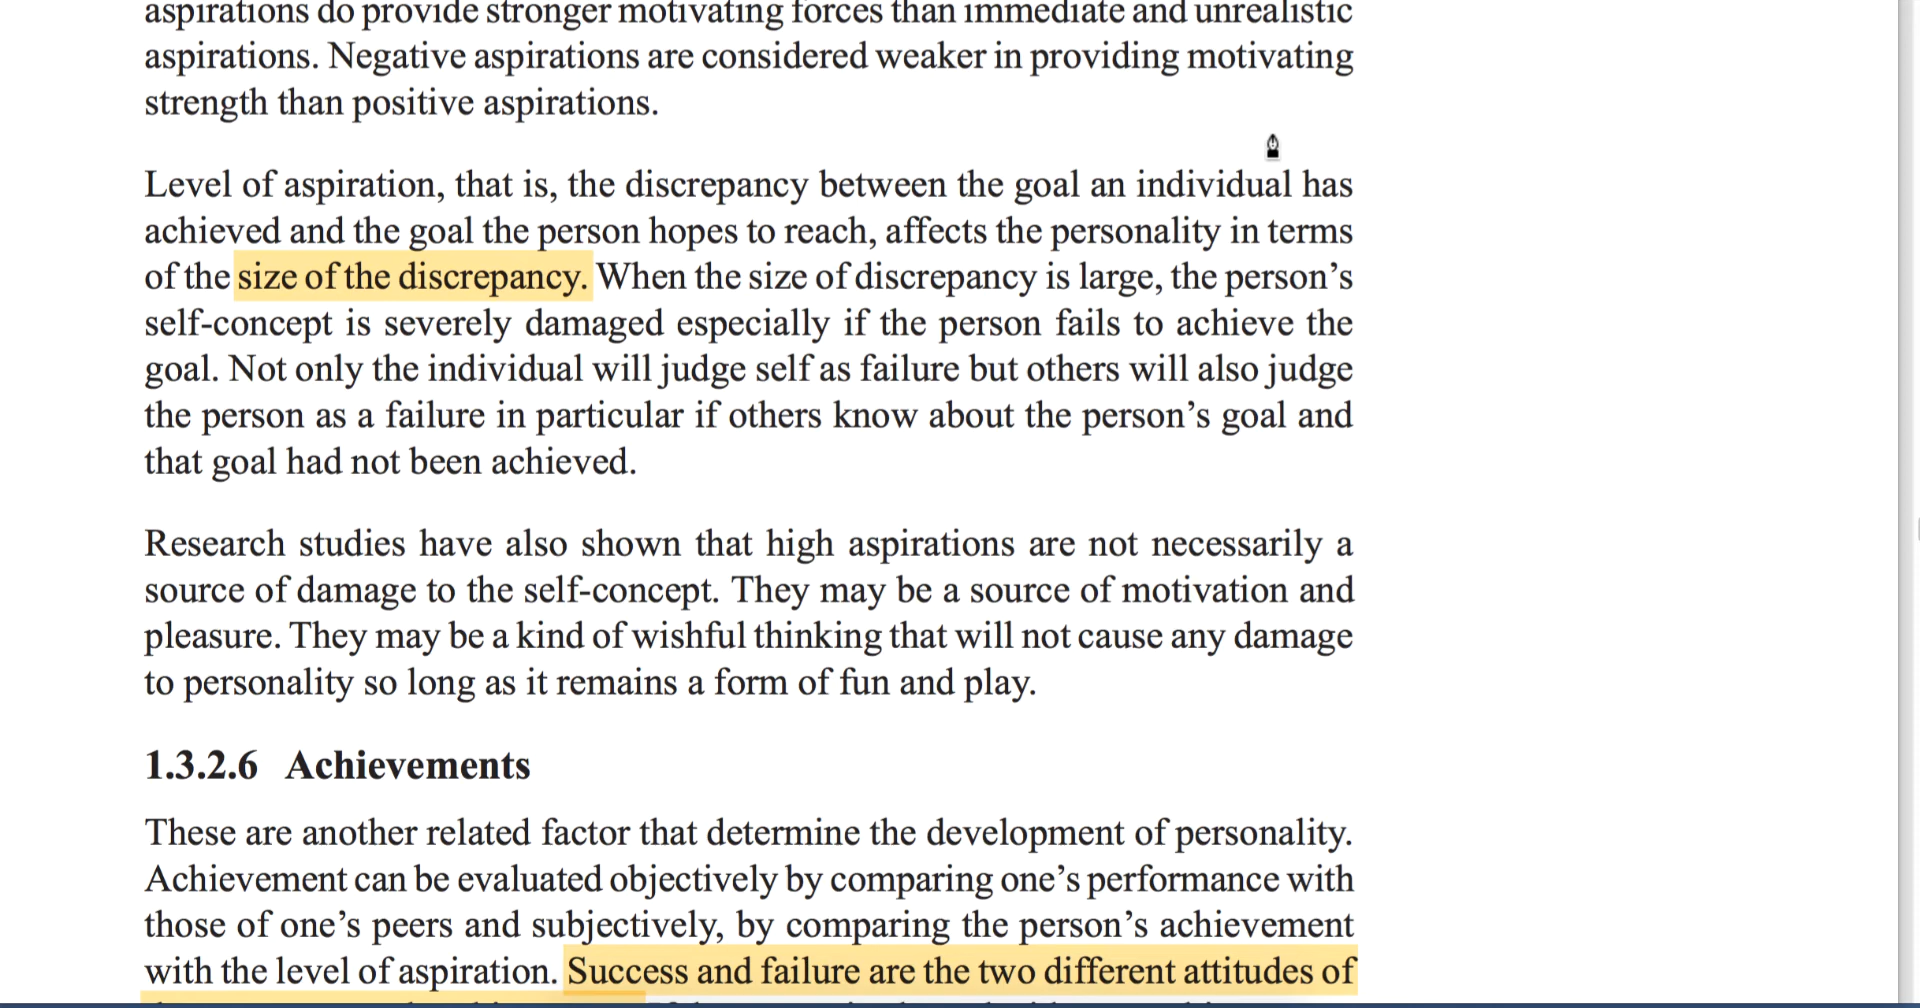 aspirations do provide stronger motivating forces than immediate and unrealistic
aspirations. Negative aspirations are considered weaker in providing motivating
strength than positive aspirations.
Level of aspiration, that is, the discrepancy between the goal an individual has
achieved and the goal the person hopes to reach, affects the personality in terms
of the size of the discrepancy. When the size of discrepancy is large, the person’s
self-concept is severely damaged especially if the person fails to achieve the
goal. Not only the individual will judge self as failure but others will also judge
the person as a failure in particular if others know about the person’s goal and
that goal had not been achieved.
Research studies have also shown that high aspirations are not necessarily a
source of damage to the self-concept. They may be a source of motivation and
pleasure. They may be a kind of wishful thinking that will not cause any damage
to personality so long as it remains a form of fun and play.
1.3.2.6 Achievements
These are another related factor that determine the development of personality.
Achievement can be evaluated objectively by comparing one’s performance with
those of one’s peers and subjectively, by comparing the person’s achievement
with the level of aspiration. Success and failure are the two different attitudes of